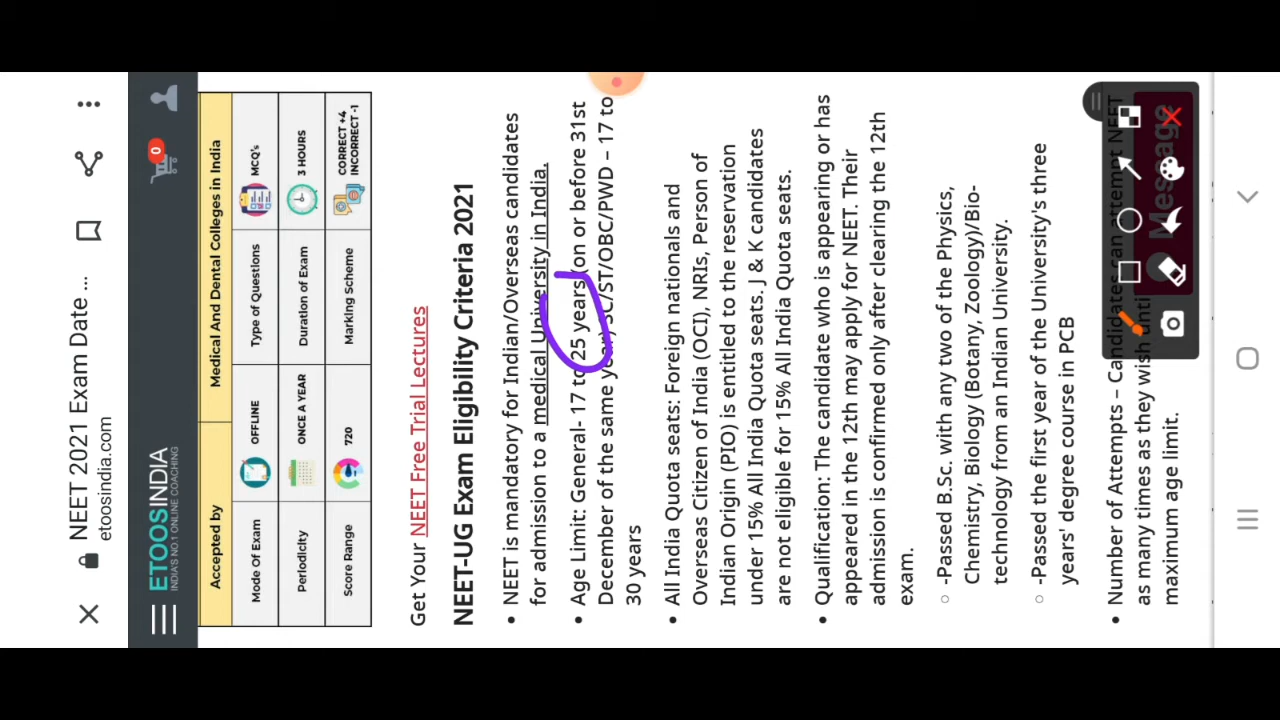 NEET 2021 Exam Date ...
etoosindia.com
ETOOSINDIA
INDIA'S NO.1 ONLINE COACHING
0
Accepted by Medical And Dental Colleges in India
Mode of Exam OFFLINE Type of Questions MCQ's
Periodicity ONCE A YEAR Duration of Exam 3 HOURS
Score Range 720 Marking Scheme CORRECT +4
INCORRECT -1
Get Your NEET Free Trial Lectures
NEET-UG Exam Eligibility Criteria 2021
• NEET is mandatory for Indian/Overseas candidates
for admission to a medical University in India.
• Age Limit: General- 17 to 25 years (on or before 31st
December of the same year) SC/ST/OBC/PWD – 17 to
30 years
• All India Quota seats: Foreign nationals and
Overseas Citizen of India (OCI), NRIs, Person of
Indian Origin (PIO) is entitled to the reservation
under 15% All India Quota seats. J & K candidates
are not eligible for 15% All India Quota seats.
• Qualification: The candidate who is appearing or has
appeared in the 12th may apply for NEET. Their
admission is confirmed only after clearing the 12th
exam.
○ -Passed B.Sc. with any two of the Physics,
Chemistry, Biology (Botany, Zoology)/Bio-
technology from an Indian University.
○ -Passed the first year of the University's three
years' degree course in PCB
• Number of Attempts – Candidates can attempt NEET
as many times as they wish until
maximum age limit.
Message